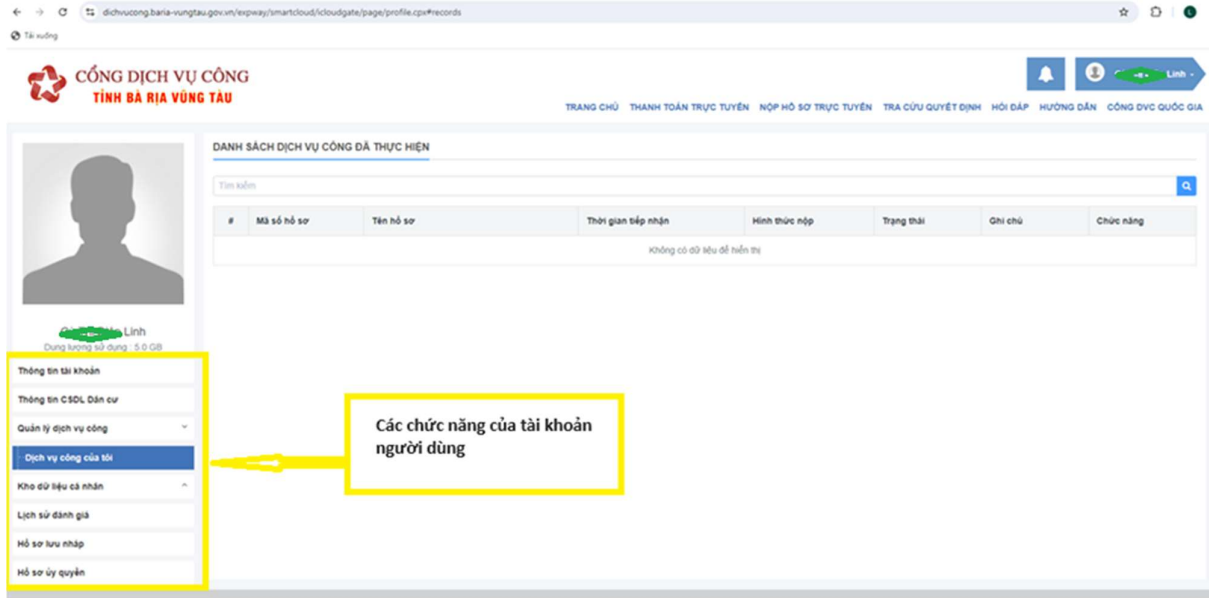 dichvucong.baria-vungtau.gov.vn/expway/smartcloud/icloudgate/page/profile.cpx#records
Tải xuống
CỔNG DỊCH VỤ CÔNG
TỈNH BÀ RỊA VŨNG TÀU
Linh
TRANG CHỦ THANH TOÁN TRỰC TUYẾN NỘP HỒ SƠ TRỰC TUYẾN TRA CỨU QUYẾT ĐỊNH HỎI ĐÁP HƯỚNG DẪN CỔNG DVC QUỐC GIA
DANH SÁCH DỊCH VỤ CÔNG ĐÃ THỰC HIỆN
Tìm kiếm
# Mã số hồ sơ Tên hồ sơ Thời gian tiếp nhận Hình thức nộp Trạng thái Ghi chú Chức năng
Không có dữ liệu để hiển thị
Linh
Dung lượng sử dụng : 5.0 GB
Thông tin tài khoản
Thông tin CSDL Dân cư
Quản lý dịch vụ công
Dịch vụ công của tôi
Kho dữ liệu cá nhân
Lịch sử đánh giá
Hồ sơ lưu nháp
Hồ sơ ủy quyền
Các chức năng của tài khoản
người dùng